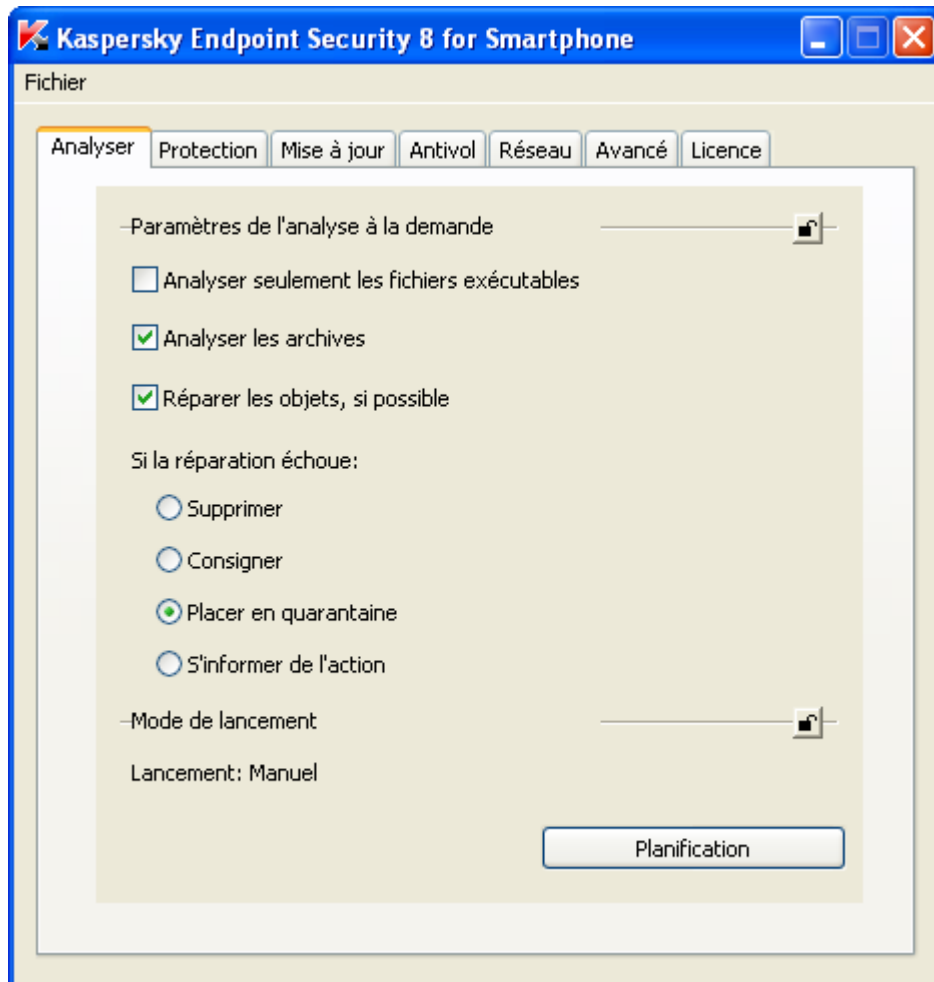 Kaspersky Endpoint Security 8 for Smartphone
Fichier
Analyser Protection Mise à jour Antivol Réseau Avancé Licence
Paramètres de l'analyse à la demande
Analyser seulement les fichiers exécutables
Analyser les archives
Réparer les objets, si possible
Si la réparation échoue:
Supprimer
Consigner
Placer en quarantaine
S'informer de l'action
Mode de lancement
Lancement: Manuel
Planification